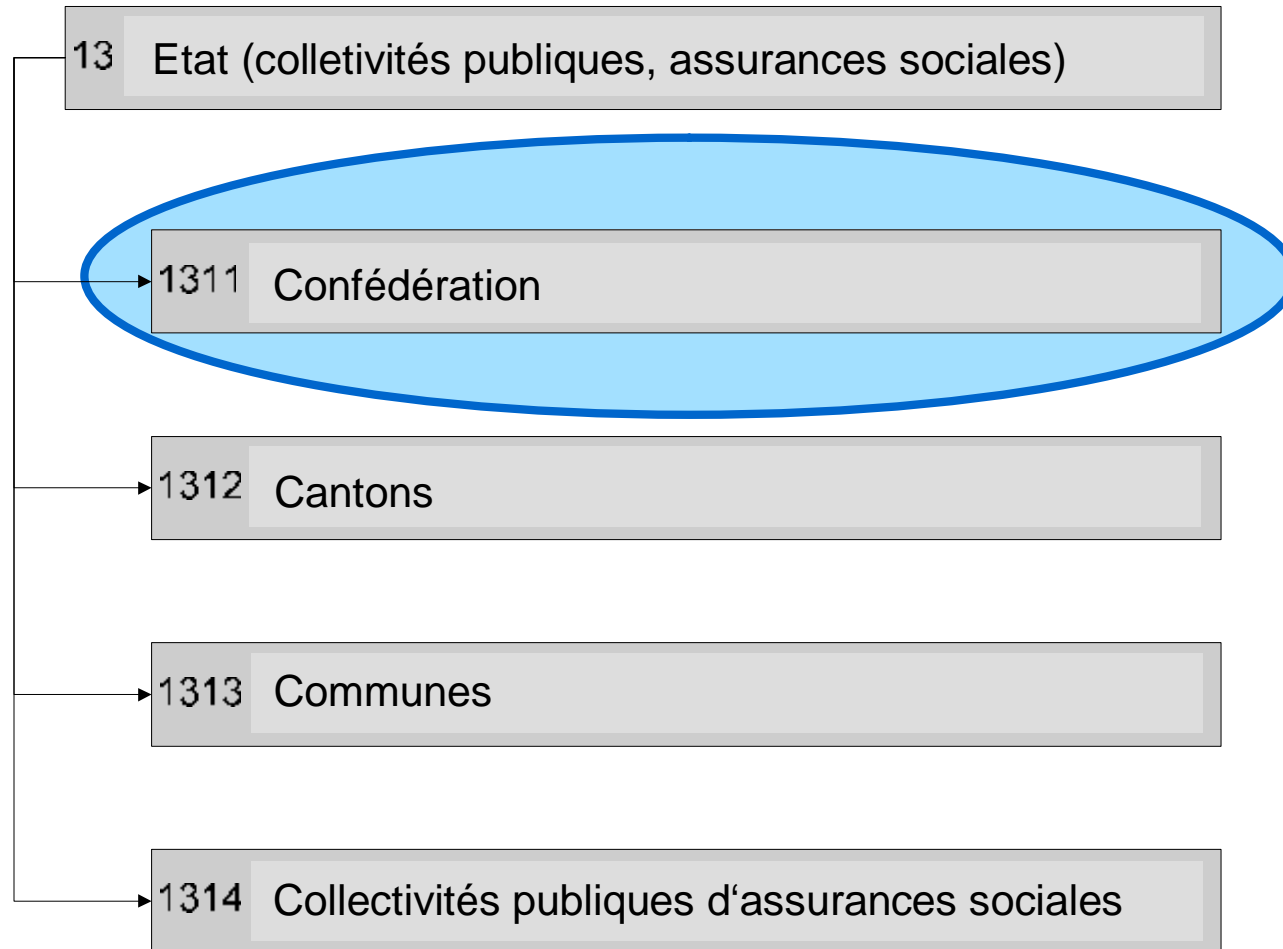 13 Etat (colletivités publiques, assurances sociales)
1311 Confédération
1312 Cantons
1313 Communes
1314 Collectivités publiques d‘assurances sociales